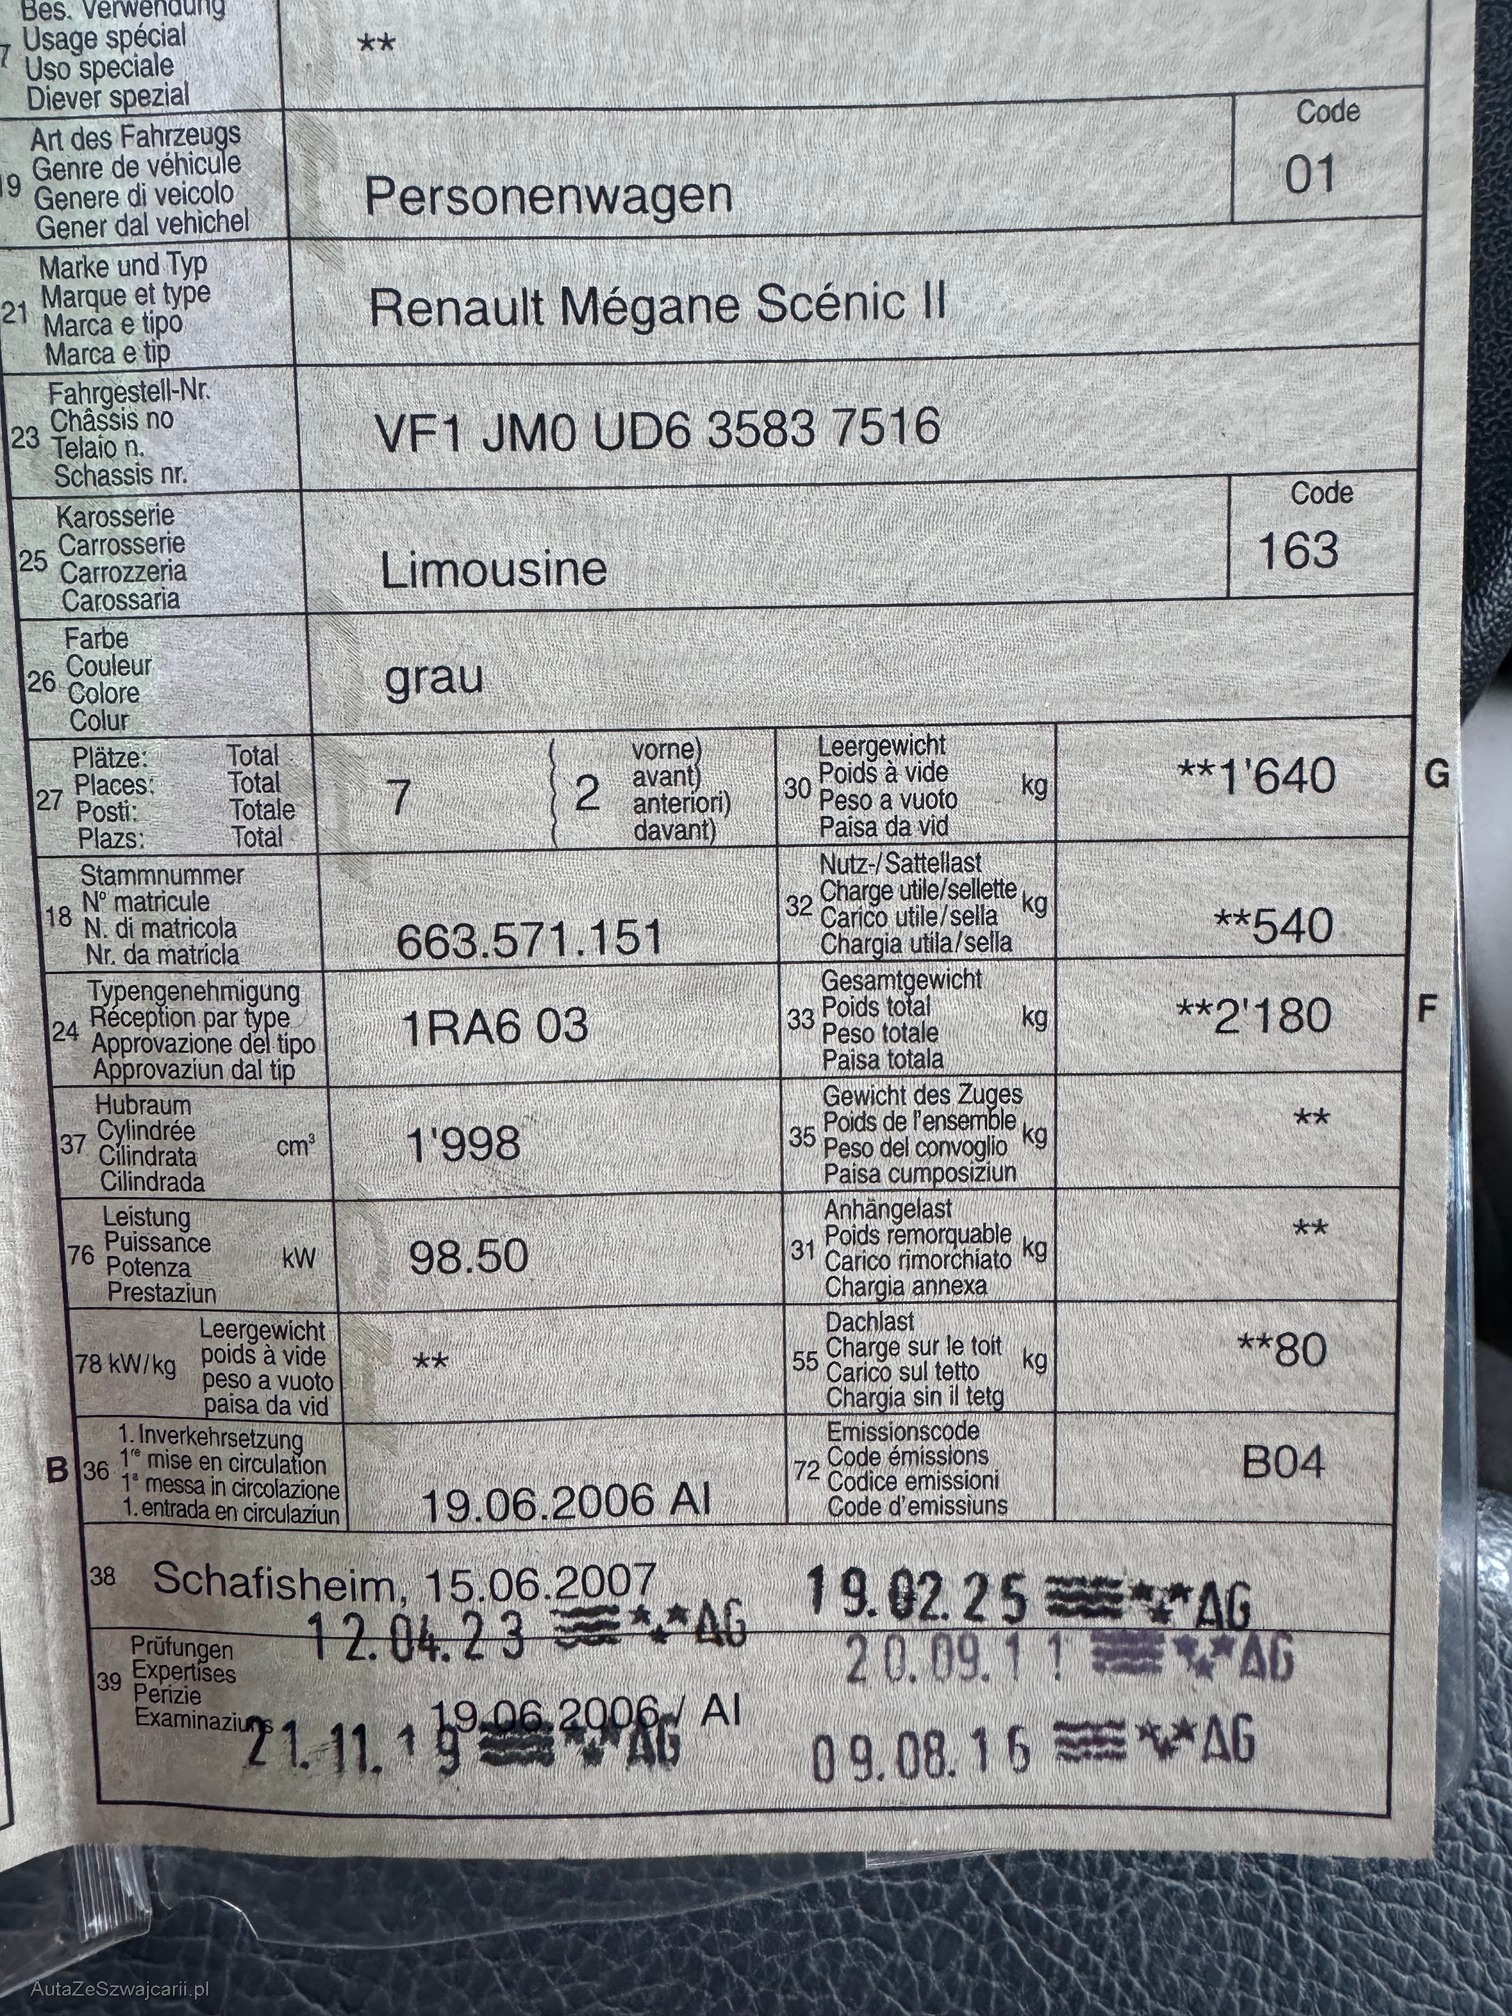 Bes. Verwendung
7 Usage spécial **
Uso speciale
Diever spezial
Art des Fahrzeugs Code
19 Genre de véhicule Personenwagen 01
Genere di veicolo
Gener dal vehichel
Marke und Typ
21 Marque et type Renault Mégane Scénic II
Marca e tipo
Marca e tip
Fahrgestell-Nr.
23 Châssis no VF1 JM0 UD6 3583 7516
Telaio n.
Schassis nr.
Karosserie Code
25 Carrosserie Limousine 163
Carrozzeria
Carossaria
Farbe
26 Couleur grau
Colore
Colur
27 Plätze: Total 7 ( 2 vorne)
Places: Total avant)
Posti: Totale anteriori)
Plazs: Total davant)
30 Leergewicht kg **1'640 G
Poids à vide
Peso a vuoto
Paisa da vid
18 Stammnummer 663.571.151
N° matricule
N. di matricola
Nr. da matricla
32 Nutz-/Sattellast kg **540
Charge utile/sellette
Carico utile/sella
Chargia utila/sella
24 Typengenehmigung 1RA6 03
Réception par type
Approvazione del tipo
Approvaziun dal tip
33 Gesamtgewicht kg **2'180 F
Poids total
Peso totale
Paisa totala
37 Hubraum cm³ 1'998
Cylindrée
Cilindrata
Cilindrada
35 Gewicht des Zuges kg **
Poids de l'ensemble
Peso del convoglio
Paisa cumposiziun
76 Leistung kW 98.50
Puissance
Potenza
Prestaziun
31 Anhängelast kg **
Poids remorquable
Carico rimorchiato
Chargia annexa
78 kW/kg Leergewicht **
poids à vide
peso a vuoto
paisa da vid
55 Dachlast kg **80
Charge sur le toit
Carico sul tetto
Chargia sin il tetg
B 36 1. Inverkehrsetzung 19.06.2006 AI
1re mise en circulation
1a messa in circolazione
1. entrada en circulaziun
72 Emissionscode B04
Code émissions
Codice emissioni
Code d'emissiuns
38 Schafisheim, 15.06.2007 19.02.25 AG
12.04.23 AG
39 Prüfungen 20.09.11 AG
Expertises
Perizie
Examinaziuns 19.06.2006 / AI
21.11.19 AG 09.08.16 AG
AutaZeSzwajcarii.pl